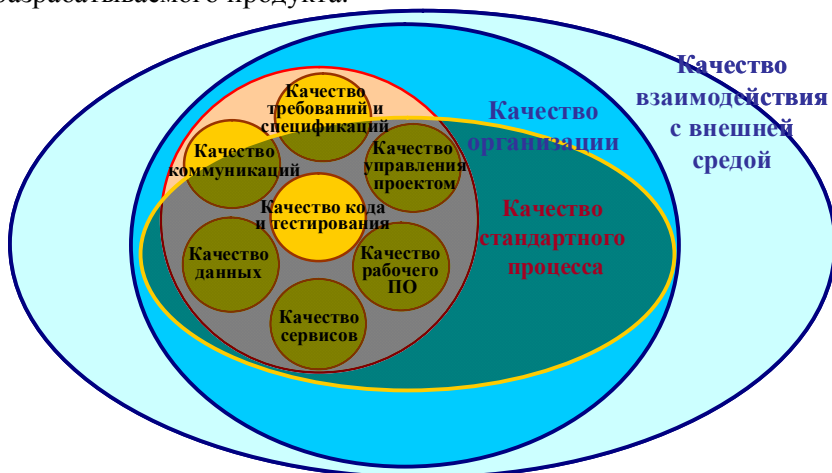 разрабатываемого продукта.
Качество
требований и
спецификаций
Качество
взаимодействия
с внешней
средой
Качество
организации
Качество
коммуникаций
Качество
управления
проектом
Качество кода
и тестирования
Качество
стандартного
процесса
Качество
данных
Качество
рабочего
ПО
Качество
сервисов